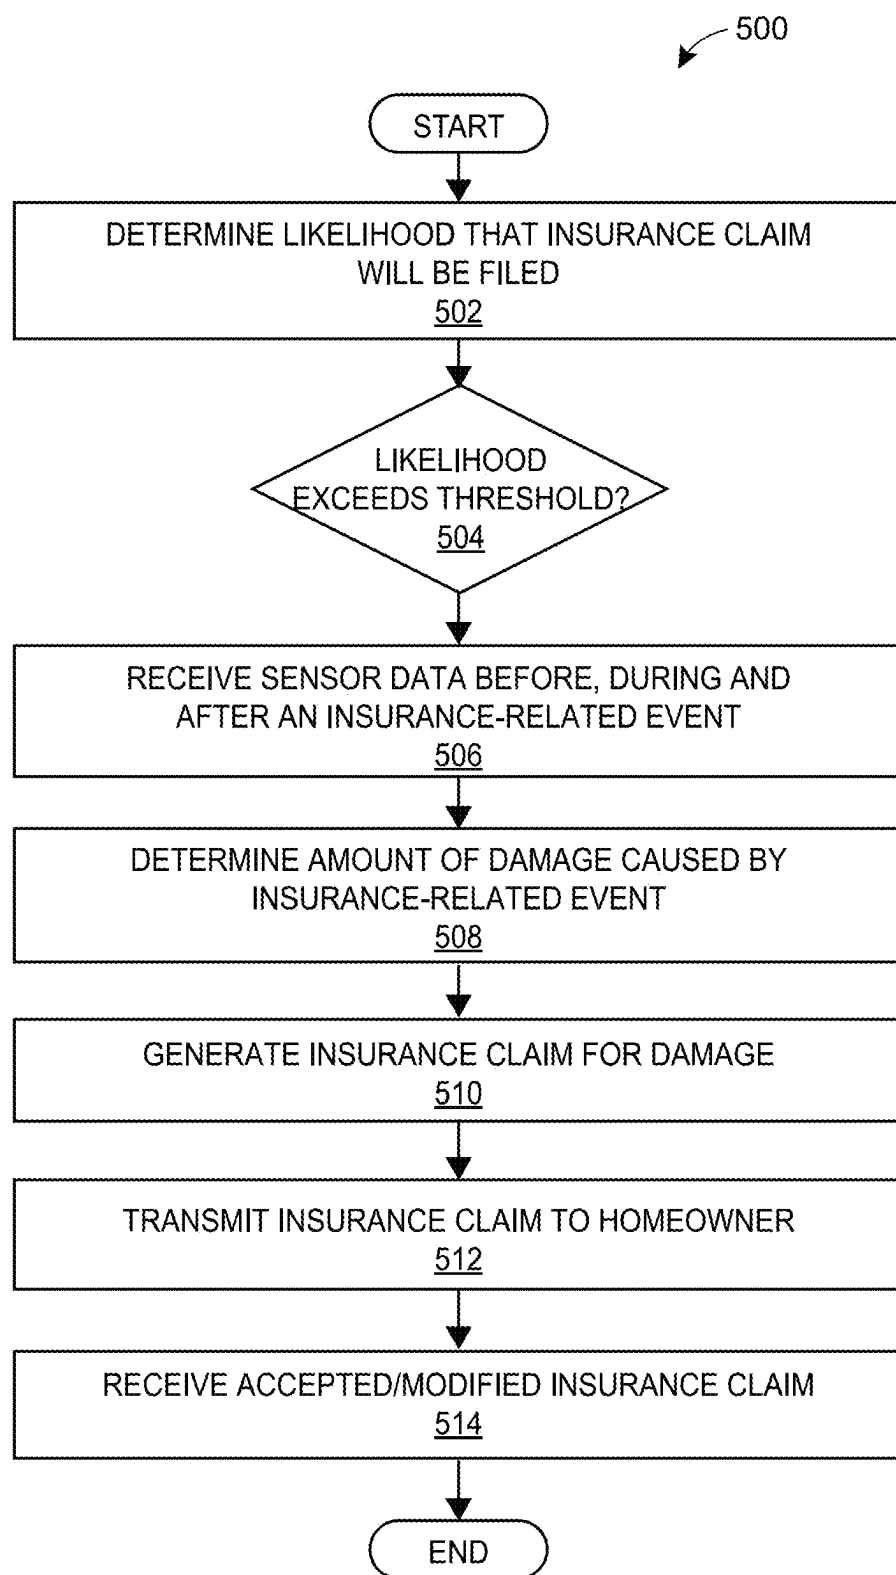 500
START
DETERMINE LIKELIHOOD THAT INSURANCE CLAIM
WILL BE FILED
502
LIKELIHOOD
EXCEEDS THRESHOLD?
504
RECEIVE SENSOR DATA BEFORE, DURING AND
AFTER AN INSURANCE-RELATED EVENT
506
DETERMINE AMOUNT OF DAMAGE CAUSED BY
INSURANCE-RELATED EVENT
508
GENERATE INSURANCE CLAIM FOR DAMAGE
510
TRANSMIT INSURANCE CLAIM TO HOMEOWNER
512
RECEIVE ACCEPTED/MODIFIED INSURANCE CLAIM
514
END